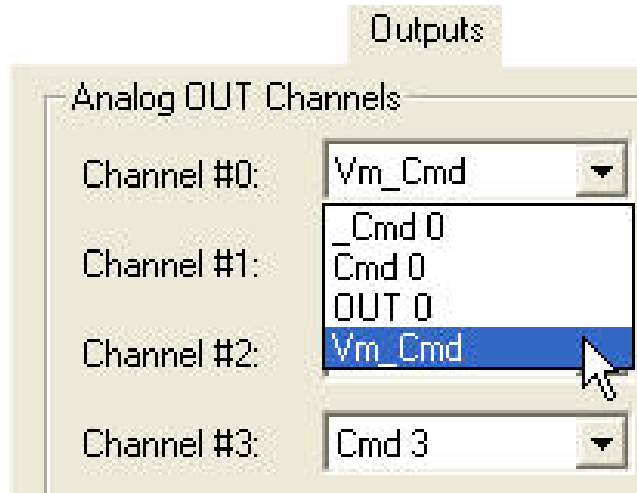 Outputs
Analog OUT Channels
Channel #0: Vm_Cmd
_Cmd 0
Channel #1: Cmd 0
OUT 0
Channel #2: Vm_Cmd
Channel #3: Cmd 3